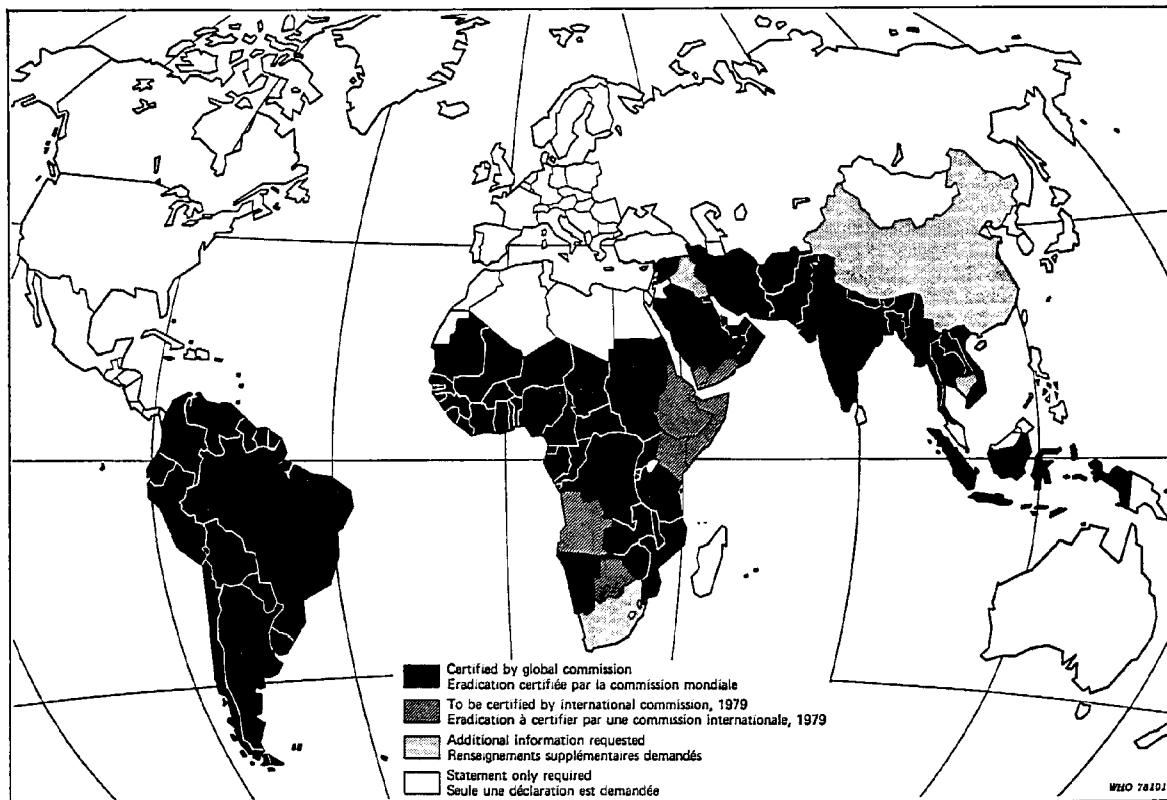 Certified by global commission
Eradication certifiée par la commission mondiale
To be certified by international commission, 1979
Eradication à certifier par une commission internationale, 1979
Additional information requested
Renseignements supplémentaires demandés
Statement only required
Seule une déclaration est demandée
WHO 78101